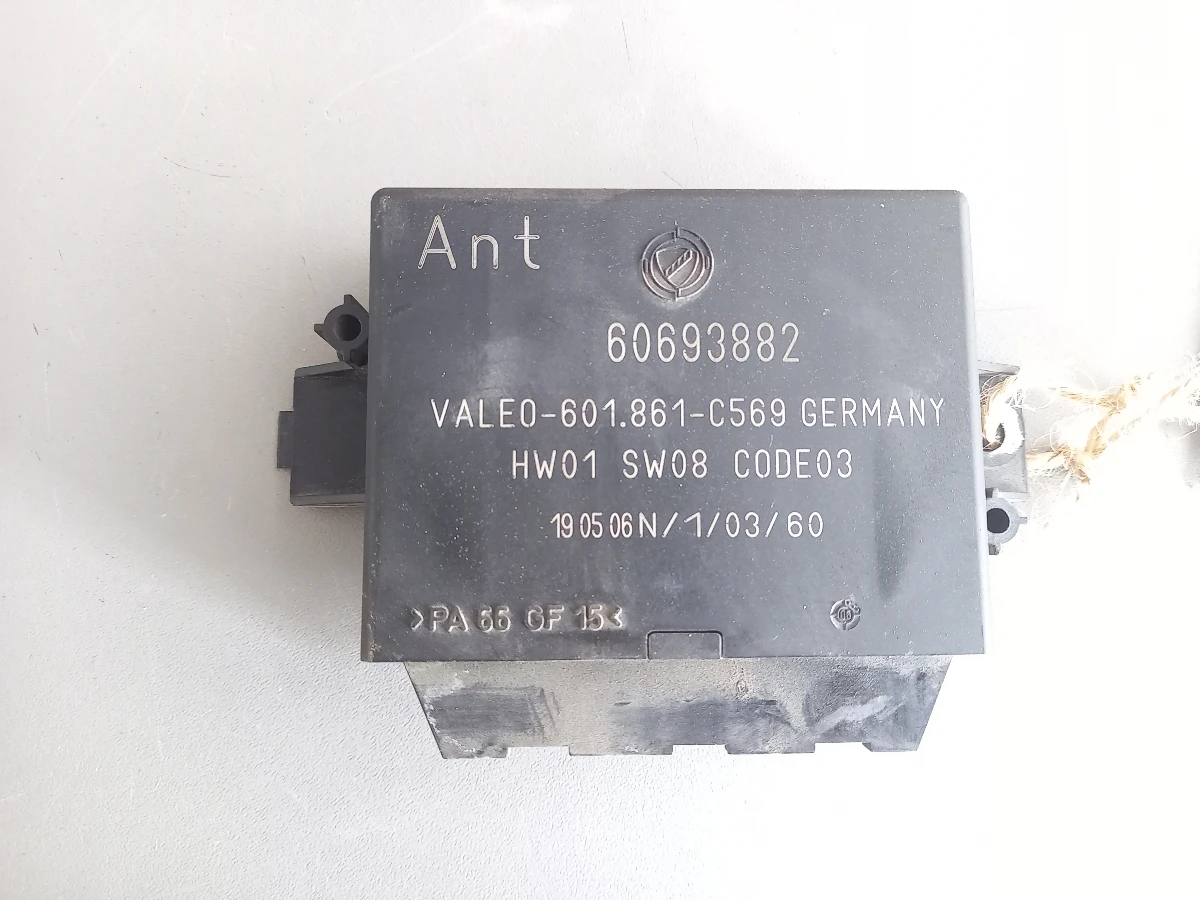 Ant
60693882
VALEO-601.861-C569 GERMANY
HW01 SW08 CODE03
19 05 06 N/1/03/60
>PA 66 GF 15<